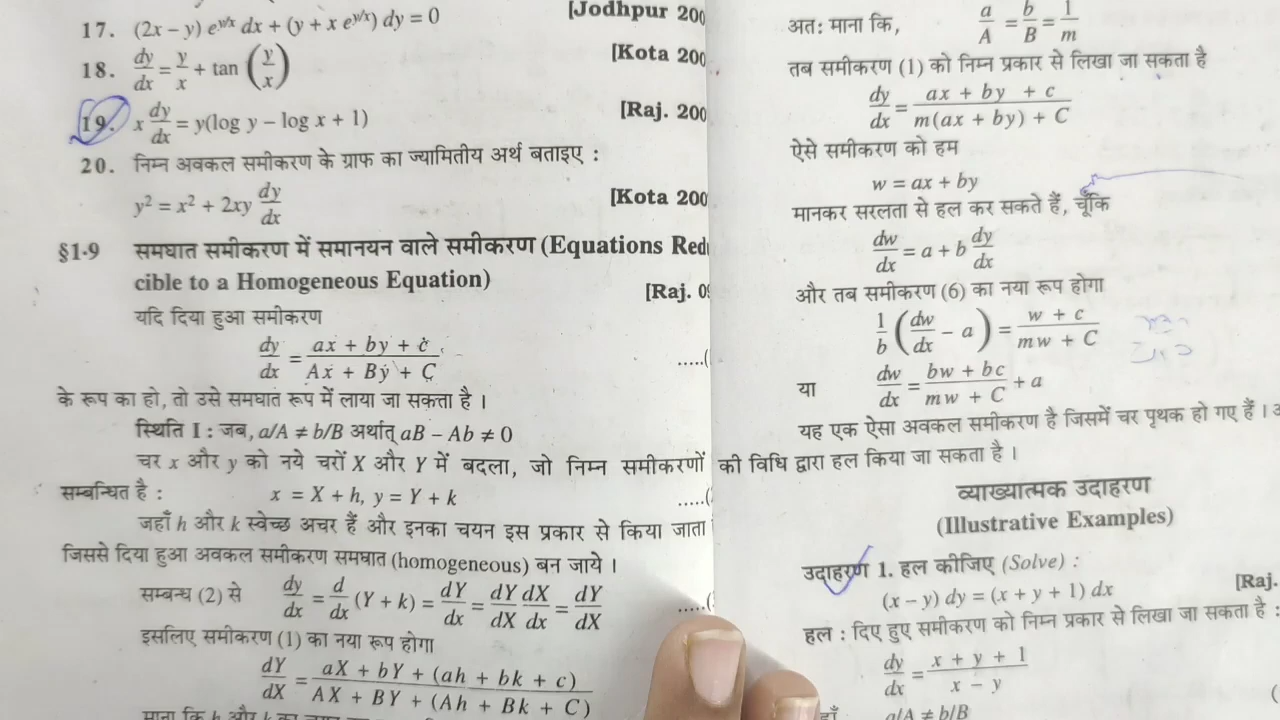 17. (2x – y) e^{y/x} dx + (y + x e^{y/x}) dy = 0 [Jodhpur 200
18. dy/dx = y/x + tan (y/x) [Kota 200
19. x dy/dx = y(log y – log x + 1) [Raj. 200
20. निम्न अवकल समीकरण के ग्राफ का ज्यामितीय अर्थ बताइए :
y² = x² + 2xy dy/dx [Kota 200
§1·9 समघात समीकरण में समानयन वाले समीकरण (Equations Redu
cible to a Homogeneous Equation) [Raj. 09
यदि दिया हुआ समीकरण
dy/dx = (ax + by + c)/(Ax + By + C) .....(
के रूप का हो, तो उसे समघात रूप में लाया जा सकता है ।
स्थिति I : जब, a/A ≠ b/B अर्थात् aB – Ab ≠ 0
चर x और y को नये चरों X और Y में बदला, जो निम्न समीकरणों
सम्बन्धित है : x = X + h, y = Y + k .....(
जहाँ h और k स्वेच्छ अचर हैं और इनका चयन इस प्रकार से किया जाता
जिससे दिया हुआ अवकल समीकरण समघात (homogeneous) बन जाये ।
सम्बन्ध (2) से dy/dx = d/dx (Y + k) = dY/dx = dY/dX dX/dx = dY/dX .....(
इसलिए समीकरण (1) का नया रूप होगा
dY/dX = (aX + bY + (ah + bk + c))/(AX + BY + (Ah + Bk + C))
माना कि h और k का
अत: माना कि, a/A = b/B = 1/m
तब समीकरण (1) को निम्न प्रकार से लिखा जा सकता है
dy/dx = (ax + by + c)/(m(ax + by) + C)
ऐसे समीकरण को हम
w = ax + by
मानकर सरलता से हल कर सकते हैं, चूँकि
dw/dx = a + b dy/dx
और तब समीकरण (6) का नया रूप होगा
1/b (dw/dx – a) = (w + c)/(mw + C)
या dw/dx = (bw + bc)/(mw + C) + a
यह एक ऐसा अवकल समीकरण है जिसमें चर पृथक हो गए हैं ।
की विधि द्वारा हल किया जा सकता है ।
व्याख्यात्मक उदाहरण
(Illustrative Examples)
उदाहरण 1. हल कीजिए (Solve) :
(x – y) dy = (x + y + 1) dx [Raj.
हल : दिए हुए समीकरण को निम्न प्रकार से लिखा जा सकता है :
dy/dx = (x + y + 1)/(x – y) (
a/A ≠ b/B